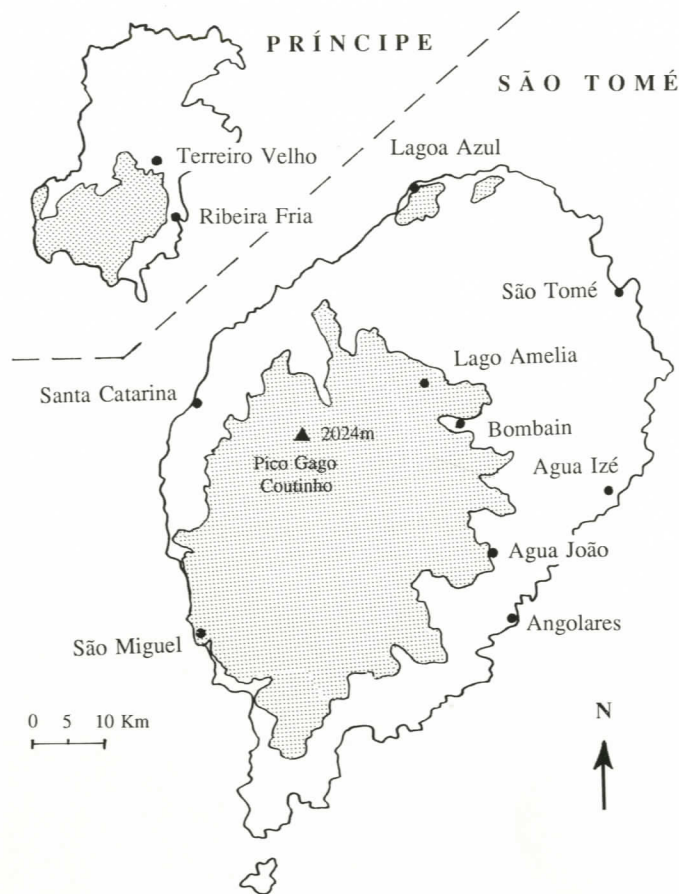 PRÍNCIPE
SÃO TOMÉ
Terreiro Velho
Lagoa Azul
Ribeira Fria
São Tomé
Lago Amelia
Santa Catarina
Bombain
2024m
Pico Gago
Coutinho
Agua Izé
Agua João
Angolares
São Miguel
0 5 10 Km
N